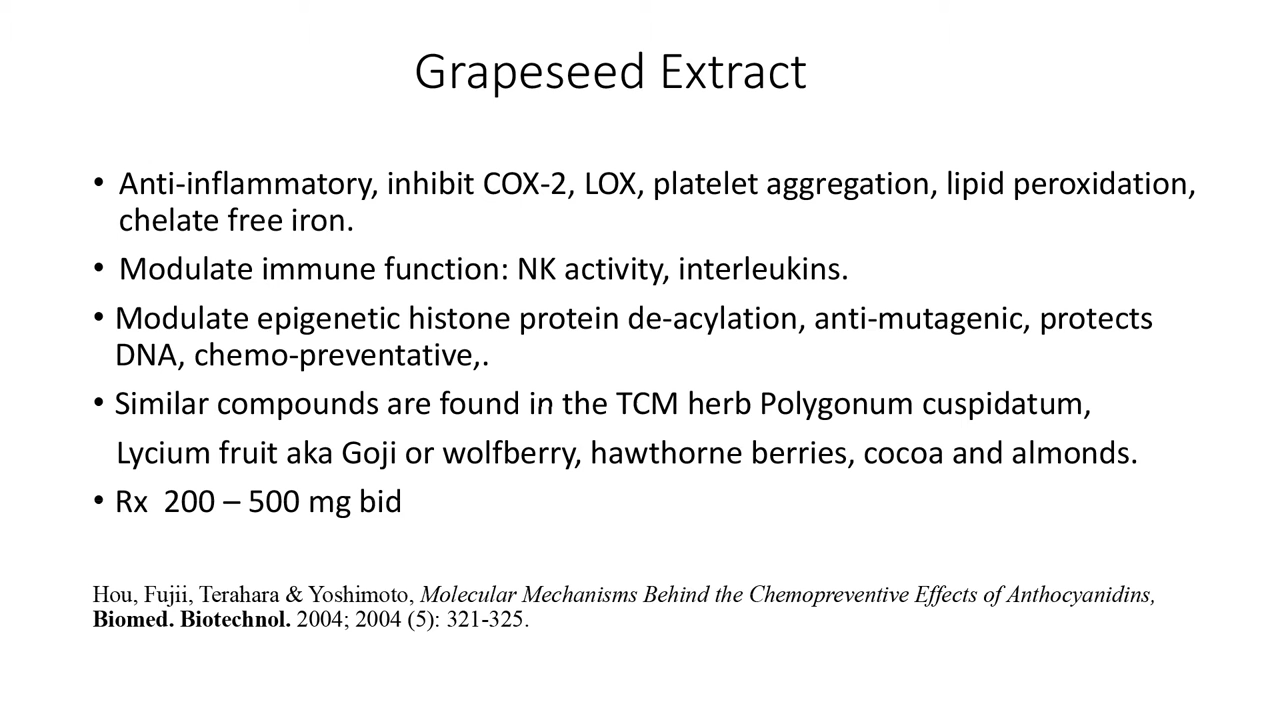 Grapeseed Extract
• Anti-inflammatory, inhibit COX-2, LOX, platelet aggregation, lipid peroxidation,
chelate free iron.
• Modulate immune function: NK activity, interleukins.
• Modulate epigenetic histone protein de-acylation, anti-mutagenic, protects
DNA, chemo-preventative,.
• Similar compounds are found in the TCM herb Polygonum cuspidatum,
Lycium fruit aka Goji or wolfberry, hawthorne berries, cocoa and almonds.
• Rx  200 – 500 mg bid
Hou, Fujii, Terahara & Yoshimoto, Molecular Mechanisms Behind the Chemopreventive Effects of Anthocyanidins,
Biomed. Biotechnol. 2004; 2004 (5): 321-325.